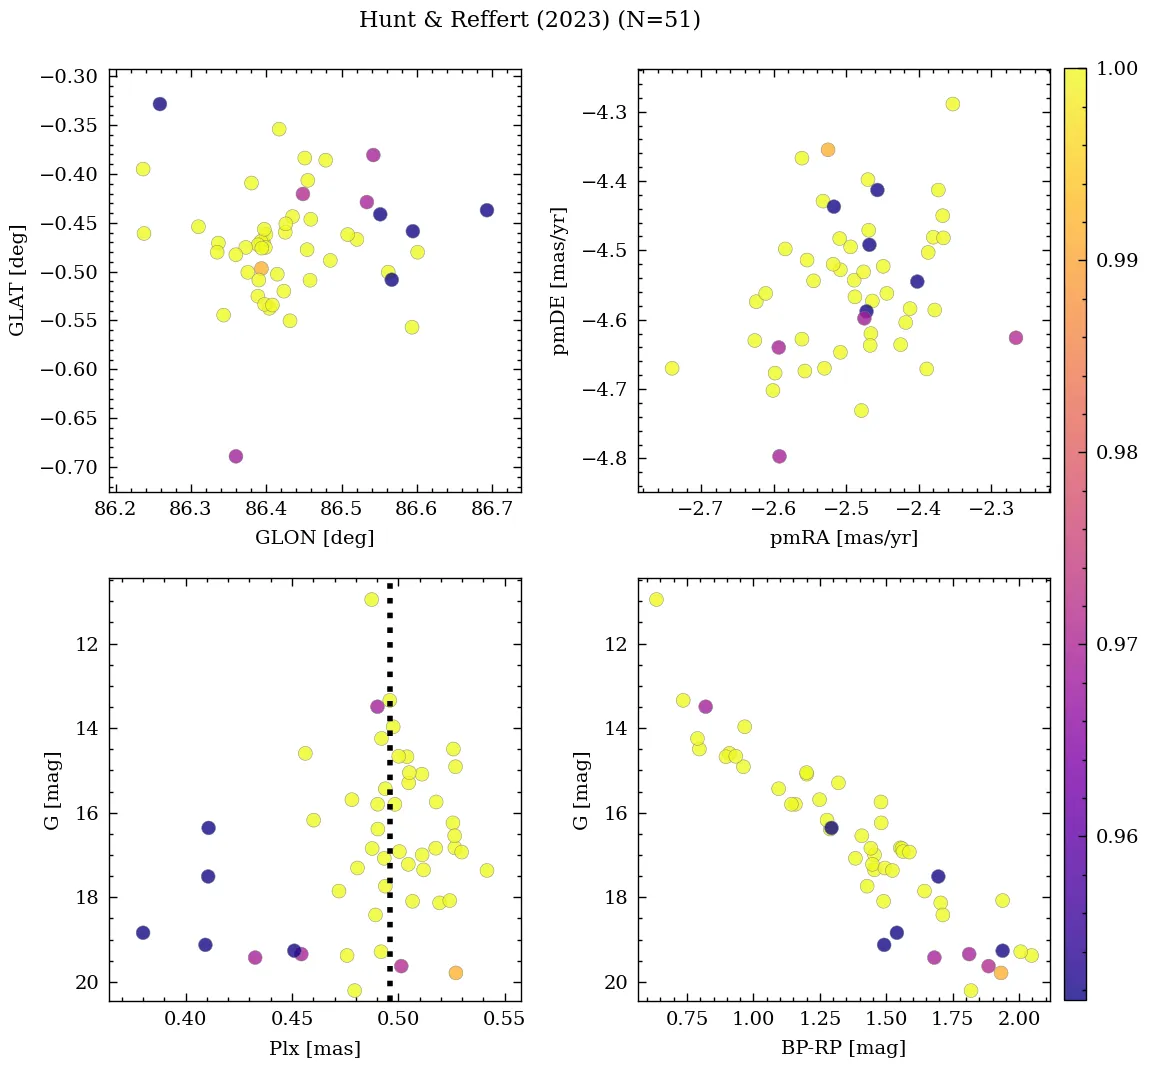 Hunt & Reffert (2023) (N=51)
−0.30
−0.35
−0.40
−0.45
−0.50
−0.55
−0.60
−0.65
−0.70
GLAT [deg]
86.2 86.3 86.4 86.5 86.6 86.7
GLON [deg]
−4.3
−4.4
−4.5
−4.6
−4.7
−4.8
pmDE [mas/yr]
−2.7 −2.6 −2.5 −2.4 −2.3
pmRA [mas/yr]
12
14
16
18
20
G [mag]
0.40 0.45 0.50 0.55
Plx [mas]
12
14
16
18
20
G [mag]
0.75 1.00 1.25 1.50 1.75 2.00
BP-RP [mag]
1.00
0.99
0.98
0.97
0.96